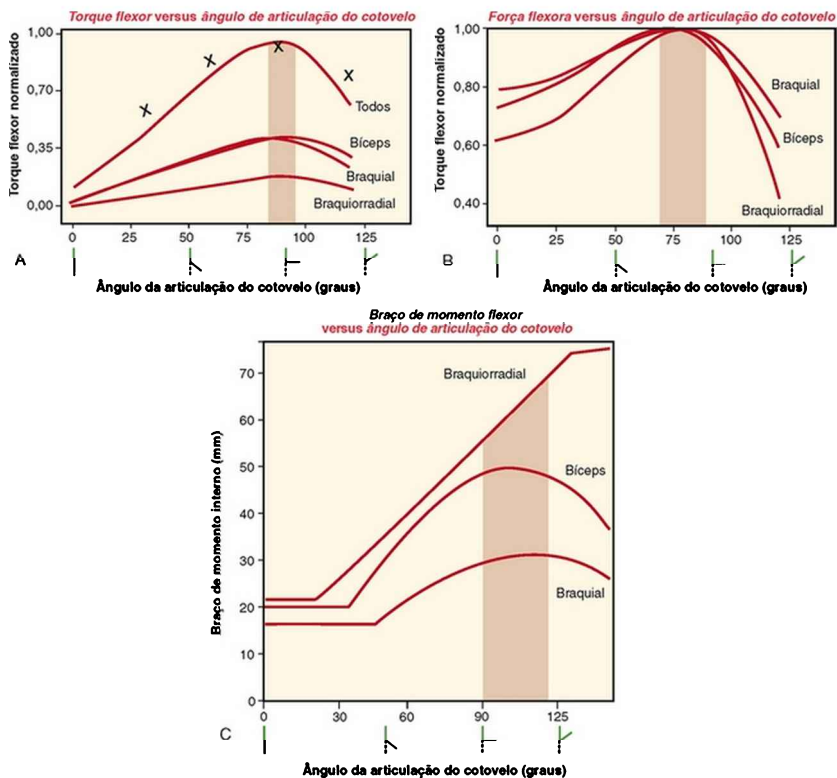 Torque flexor versus ângulo de articulação do cotovelo
Torque flexor normalizado
1,00
0,70
0,35
0,00
X
X
X
X
Todos
Bíceps
Braquial
Braquiorradial
0
25
50
75
100
125
A
Ângulo da articulação do cotovelo (graus)
Força flexora versus ângulo de articulação do cotovelo
Torque flexor normalizado
1,00
0,80
0,60
0,40
Braquial
Bíceps
Braquiorradial
0
25
50
75
100
125
B
Ângulo da articulação do cotovelo (graus)
Braço de momento flexor
versus ângulo de articulação do cotovelo
Braço de momento interno (mm)
70
60
50
40
30
20
10
0
Braquiorradial
Bíceps
Braquial
0
30
60
90
125
C
Ângulo da articulação do cotovelo (graus)